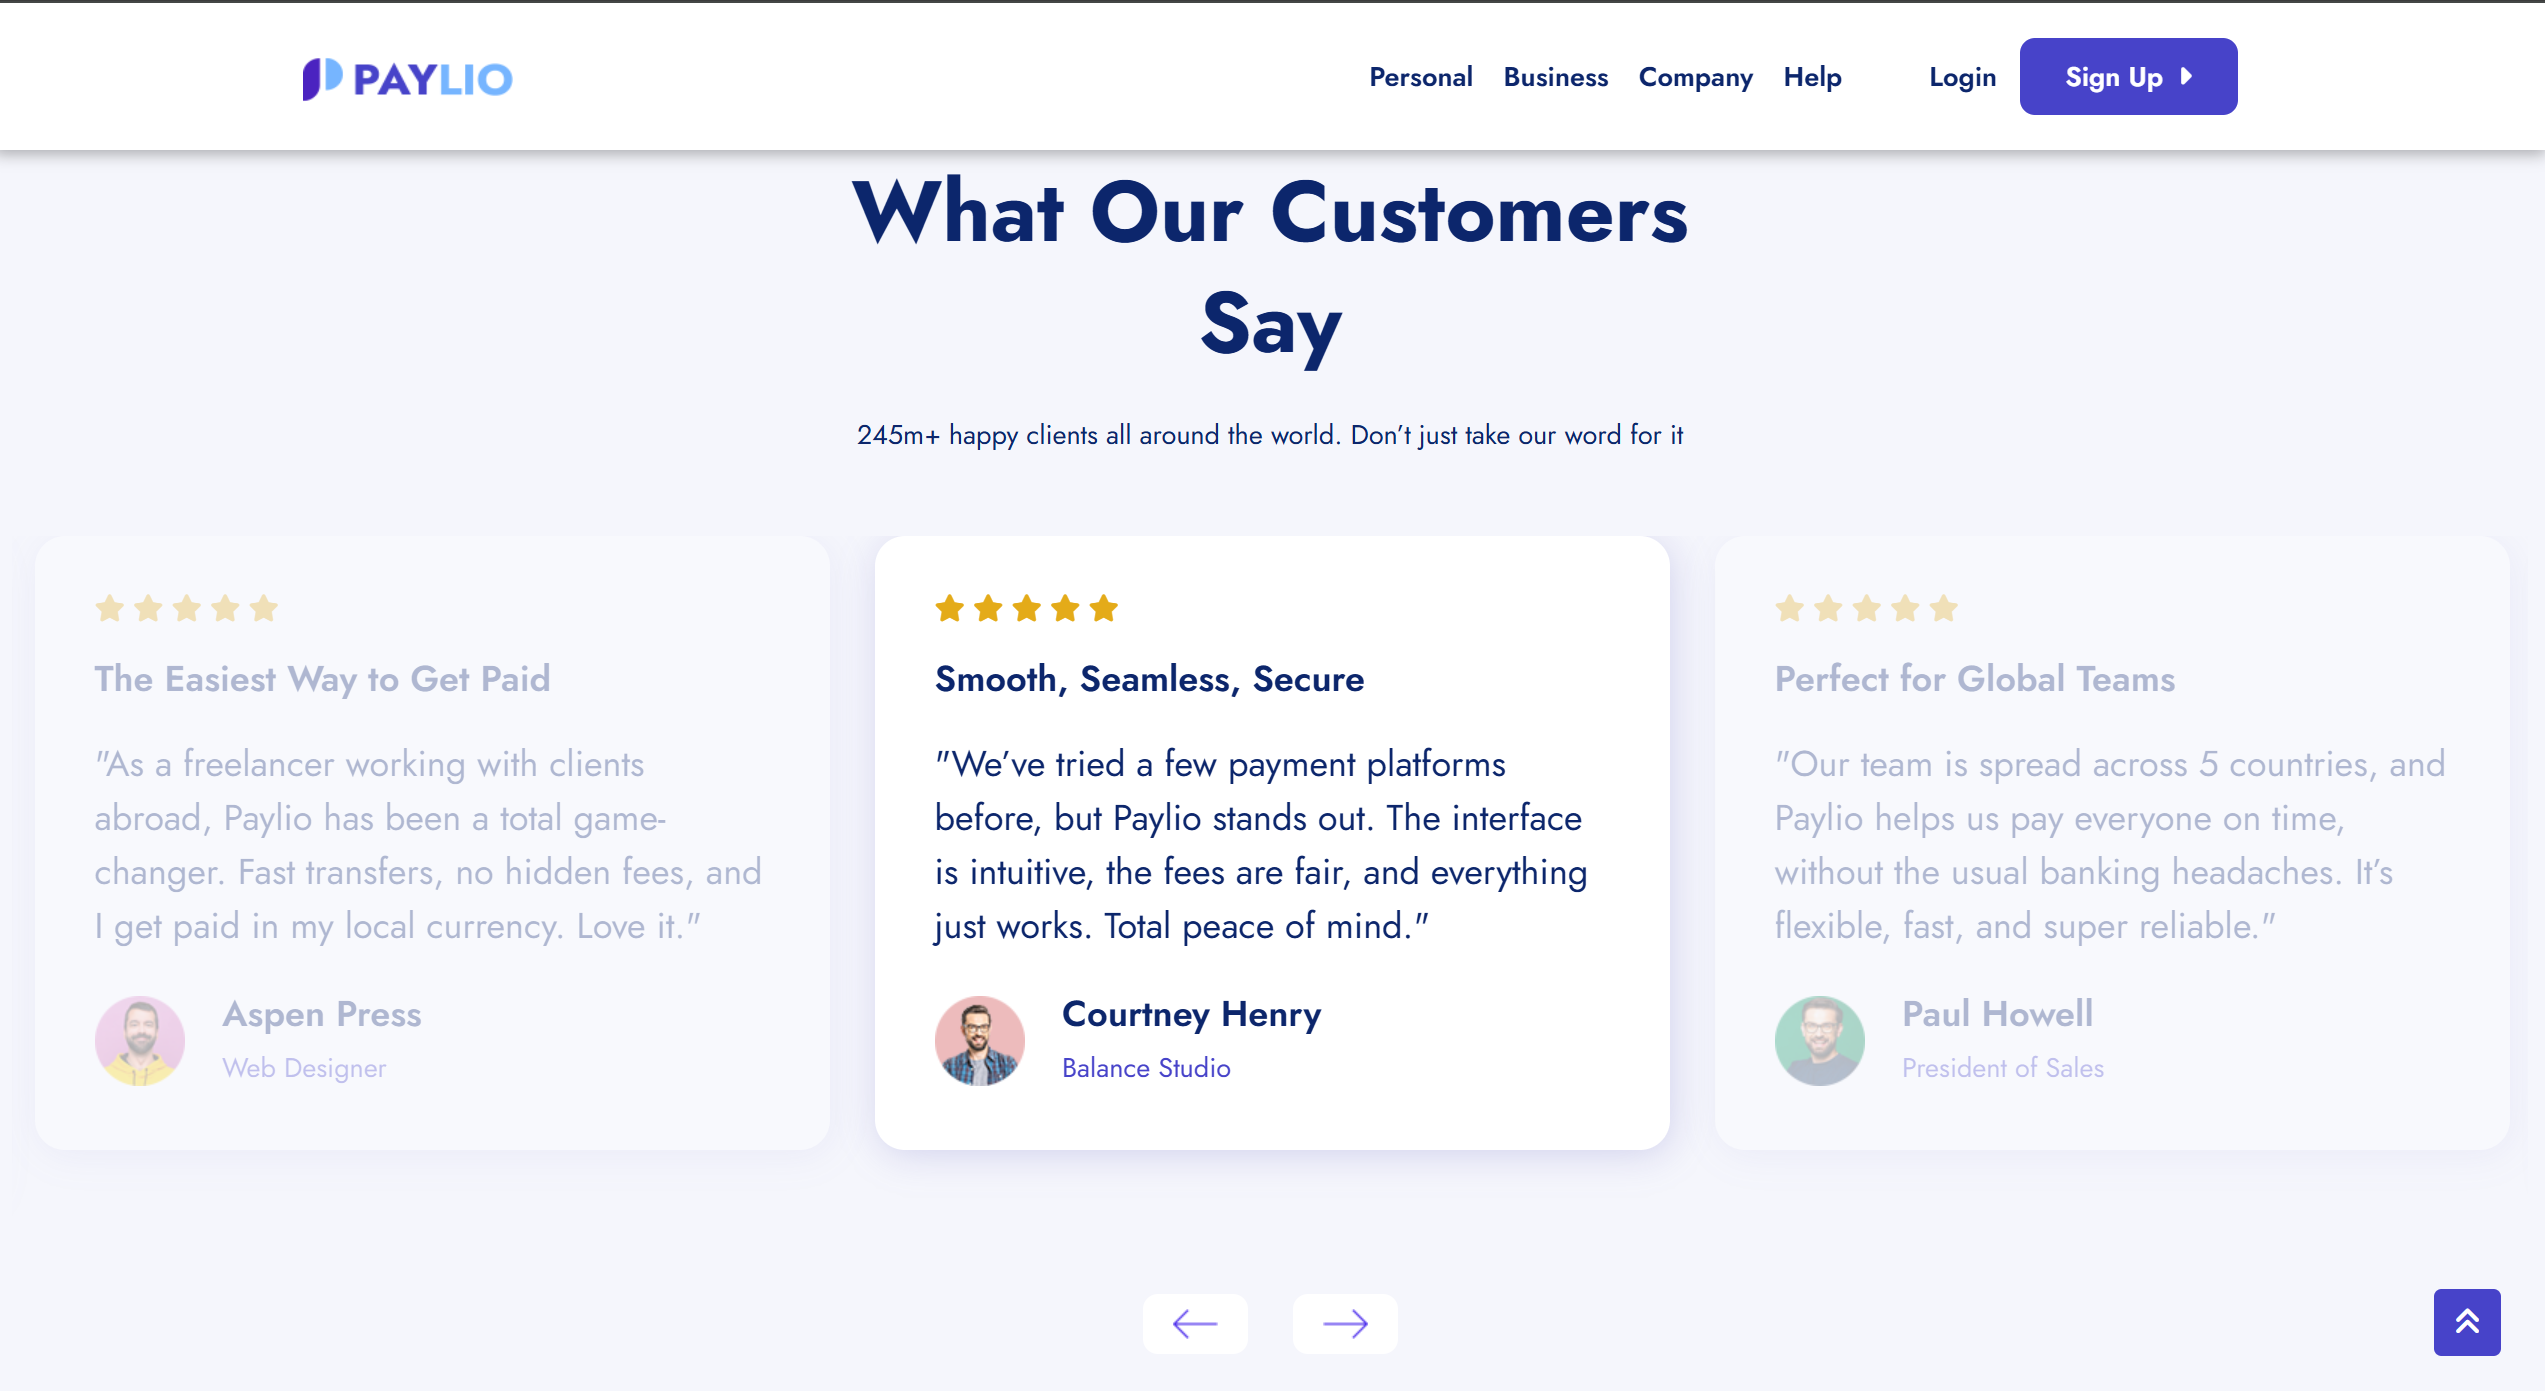 PAYLIO
Personal Business Company Help Login Sign Up
What Our Customers
Say
245m+ happy clients all around the world. Don’t just take our word for it
The Easiest Way to Get Paid
"As a freelancer working with clients
abroad, Paylio has been a total game-
changer. Fast transfers, no hidden fees, and
I get paid in my local currency. Love it."
Aspen Press
Web Designer
Smooth, Seamless, Secure
"We’ve tried a few payment platforms
before, but Paylio stands out. The interface
is intuitive, the fees are fair, and everything
just works. Total peace of mind."
Courtney Henry
Balance Studio
Perfect for Global Teams
"Our team is spread across 5 countries, and
Paylio helps us pay everyone on time,
without the usual banking headaches. It’s
flexible, fast, and super reliable."
Paul Howell
President of Sales